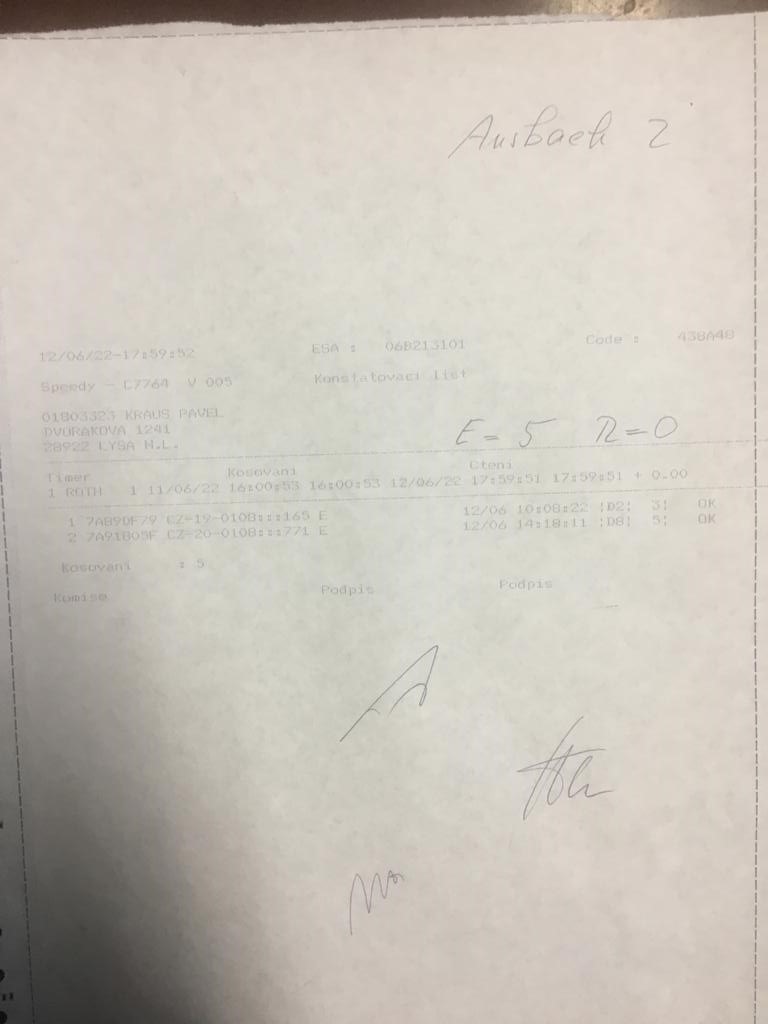 Ansbach 2
12/06/22-17:59:52 ESA : 06B213101 Code : 438A48
Speedy - C7764 V 005 Konstatovaci list
01803323 KRAUS PAVEL
DVORAKOVA 1241
28922 LYSA N.L.
E = 5 R = 0
Timer Kosovani Cteni
1 ROTH 1 11/06/22 16:00:53 16:00:53 12/06/22 17:59:51 17:59:51 + 0.00
1 7AB90F79 CZ-19-0108:::165 E 12/06 10:08:22 !D2! 3! OK
2 7A91805F CZ-20-0108:::771 E 12/06 14:18:11 !D8! 5! OK
Kosovani : 5
Komise Podpis Podpis